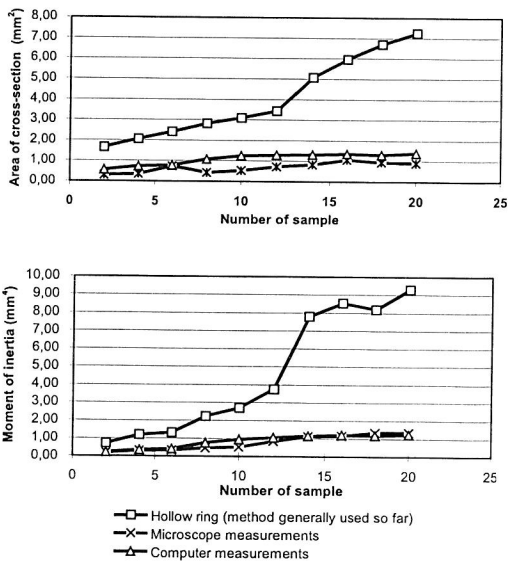 8,00
7,00
6,00
5,00
4,00
3,00
2,00
1,00
0,00
Area of cross-section (mm²)
0 5 10 15 20 25
Number of sample
10,00
9,00
8,00
7,00
6,00
5,00
4,00
3,00
2,00
1,00
0,00
Moment of inertia (mm⁴)
0 5 10 15 20 25
Number of sample
Hollow ring (method generally used so far)
Microscope measurements
Computer measurements